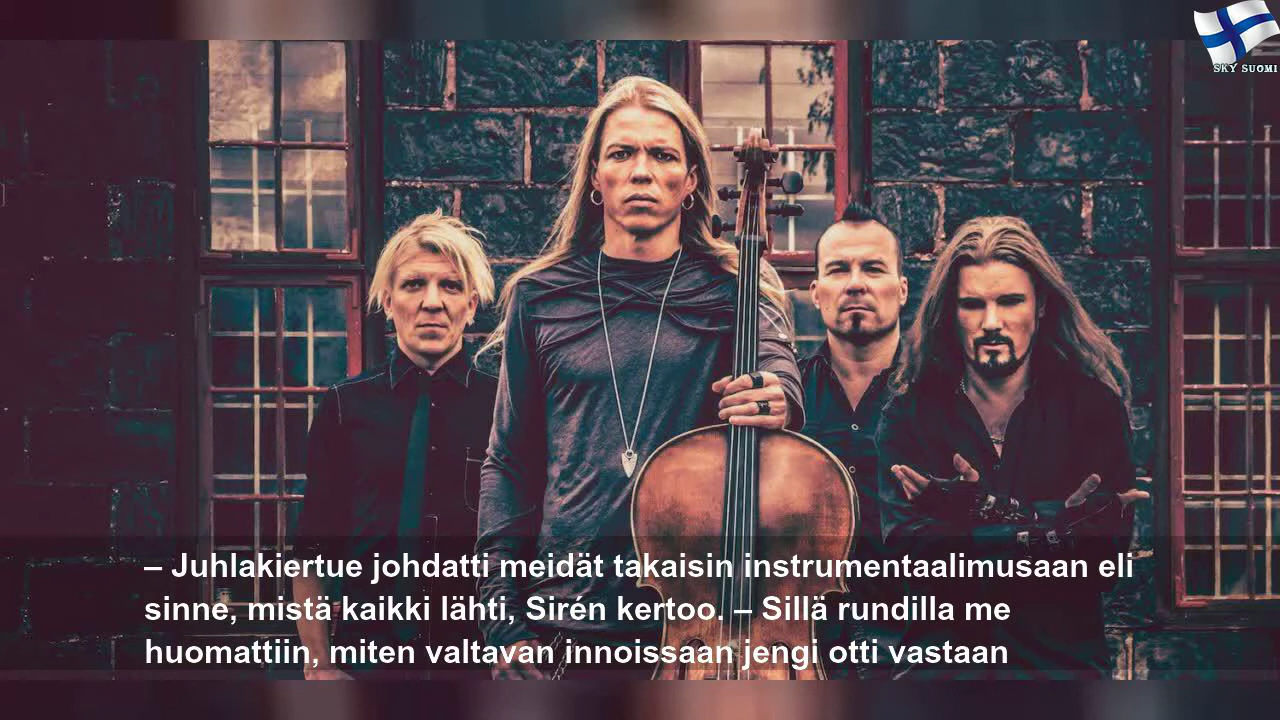 SKY SUOMI
– Juhlakiertue johdatti meidät takaisin instrumentaalimusaan eli
sinne, mistä kaikki lähti, Sirén kertoo. – Sillä rundilla me
huomattiin, miten valtavan innoissaan jengi otti vastaan